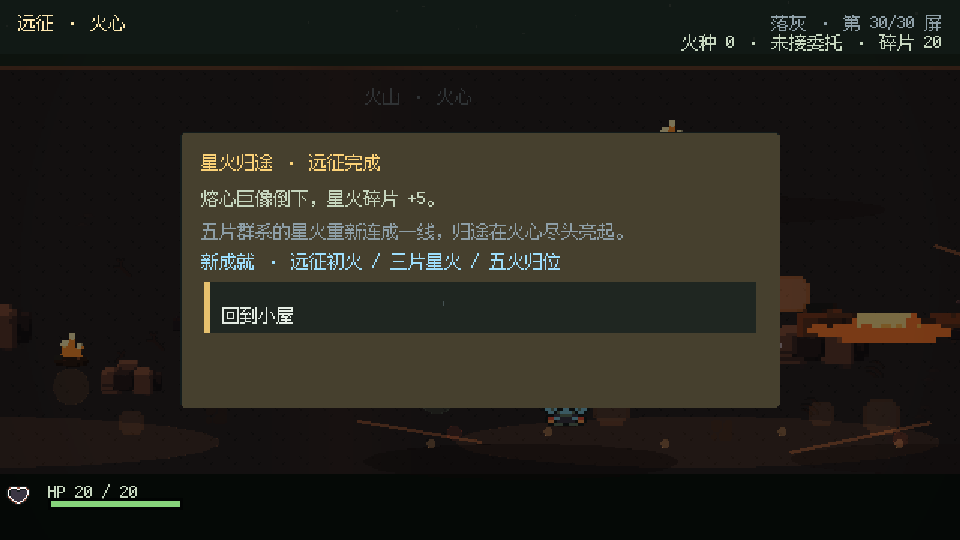 远征 · 火心
落灰 · 第 30/30 屏
火种 0 · 未接委托 · 碎片 20
火山 · 火心
星火归途 · 远征完成
熔心巨像倒下，星火碎片 +5。
五片群系的星火重新连成一线，归途在火心尽头亮起。
新成就 · 远征初火 / 三片星火 / 五火归位
回到小屋
HP 20 / 20